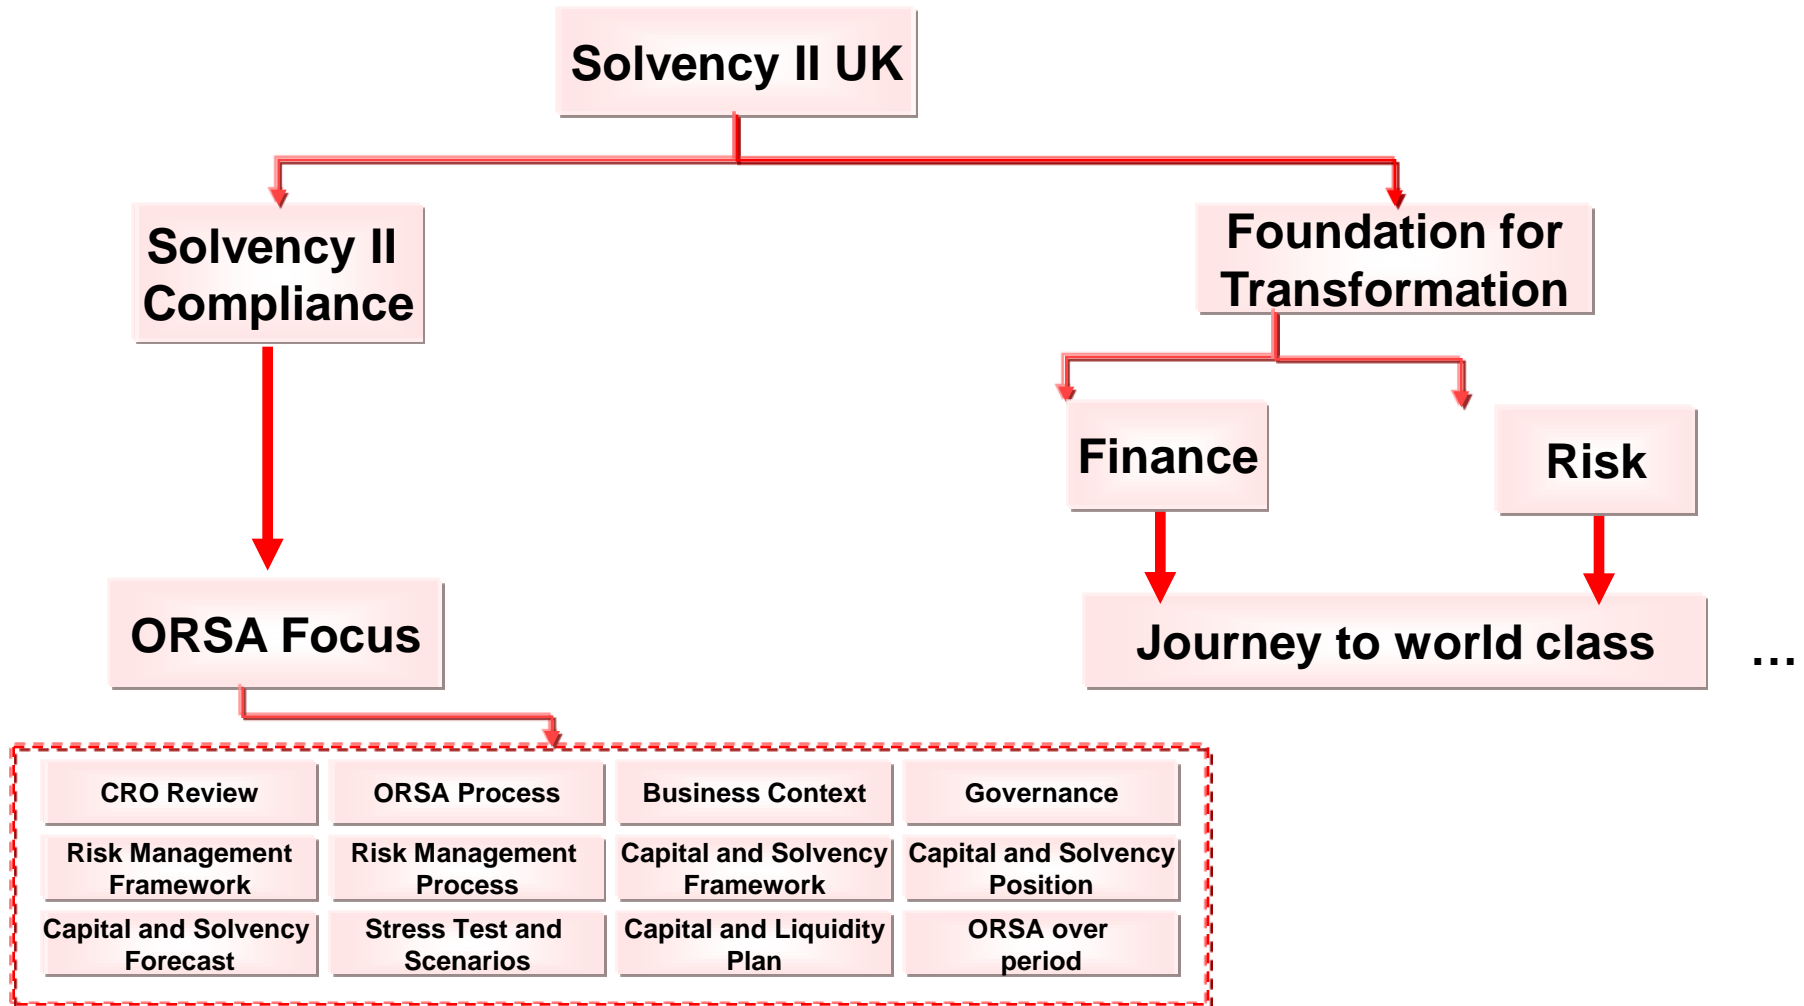 Solvency II UK
Solvency II
Compliance
Foundation for
Transformation
Finance
Risk
ORSA Focus
Journey to world class
...
CRO Review
ORSA Process
Business Context
Governance
Risk Management
Framework
Risk Management
Process
Capital and Solvency
Framework
Capital and Solvency
Position
Capital and Solvency
Forecast
Stress Test and
Scenarios
Capital and Liquidity
Plan
ORSA over
period